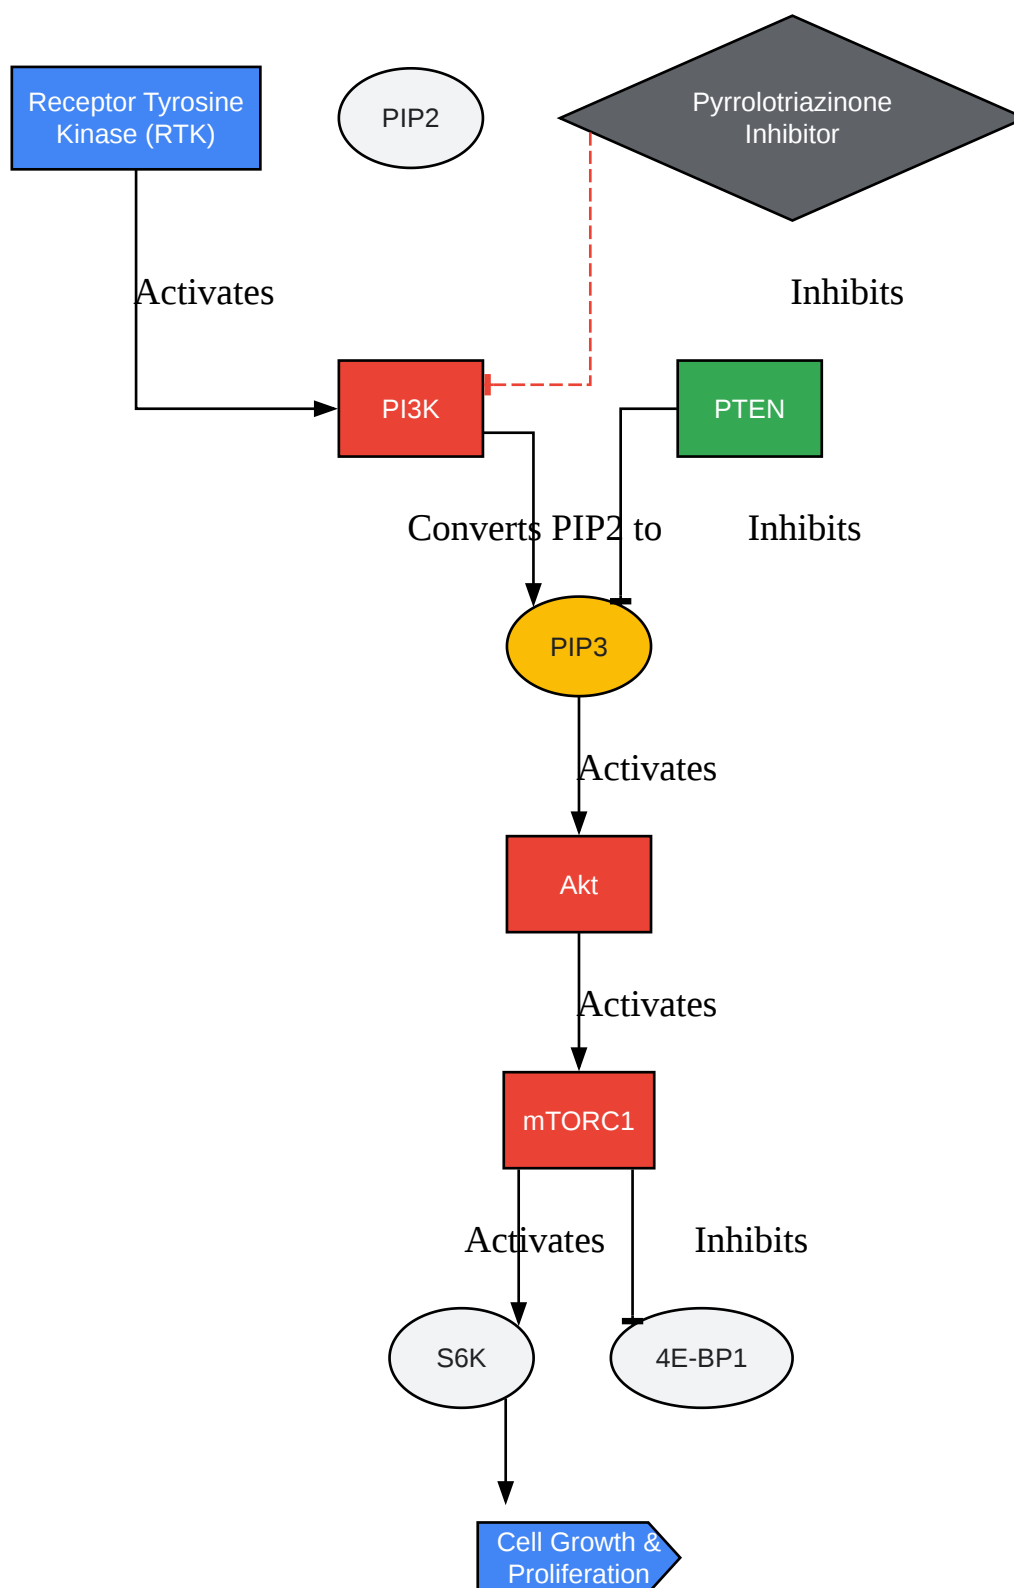 Receptor Tyrosine
Kinase (RTK)
PIP2
Pyrrolotriazinone
Inhibitor
Activates
Inhibits
PI3K
PTEN
Converts PIP2 to
Inhibits
PIP3
Activates
Akt
Activates
mTORC1
Activates
Inhibits
S6K
4E-BP1
Cell Growth &
Proliferation